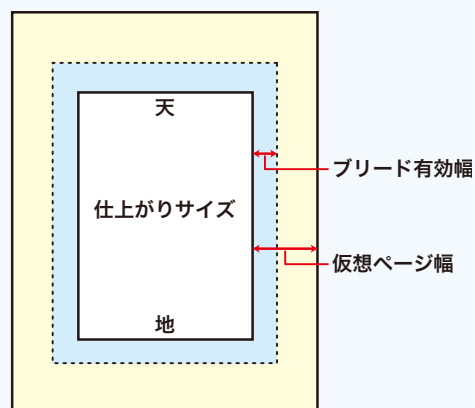 天
ブリード有効幅
仕上がりサイズ
仮想ページ幅
地